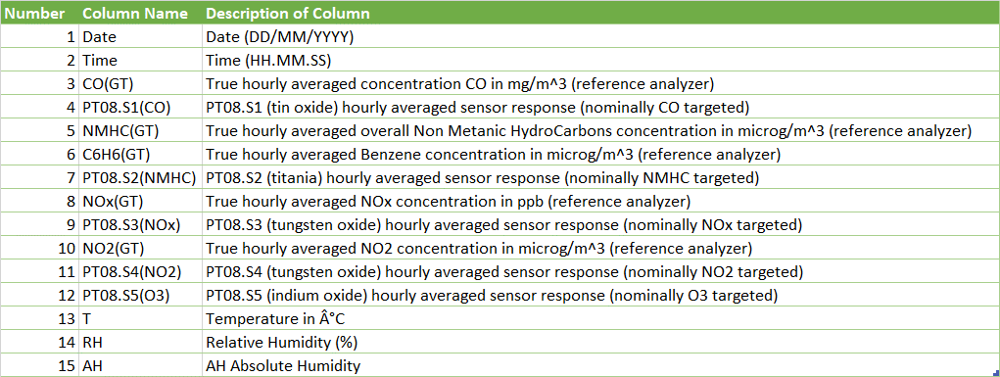 Number Column Name Description of Column
1 Date Date (DD/MM/YYYY)
2 Time Time (HH.MM.SS)
3 CO(GT) True hourly averaged concentration CO in mg/m^3 (reference analyzer)
4 PT08.S1(CO) PT08.S1 (tin oxide) hourly averaged sensor response (nominally CO targeted)
5 NMHC(GT) True hourly averaged overall Non Metanic HydroCarbons concentration in microg/m^3 (reference analyzer)
6 C6H6(GT) True hourly averaged Benzene concentration in microg/m^3 (reference analyzer)
7 PT08.S2(NMHC) PT08.S2 (titania) hourly averaged sensor response (nominally NMHC targeted)
8 NOx(GT) True hourly averaged NOx concentration in ppb (reference analyzer)
9 PT08.S3(NOx) PT08.S3 (tungsten oxide) hourly averaged sensor response (nominally NOx targeted)
10 NO2(GT) True hourly averaged NO2 concentration in microg/m^3 (reference analyzer)
11 PT08.S4(NO2) PT08.S4 (tungsten oxide) hourly averaged sensor response (nominally NO2 targeted)
12 PT08.S5(O3) PT08.S5 (indium oxide) hourly averaged sensor response (nominally O3 targeted)
13 T Temperature in Â°C
14 RH Relative Humidity (%)
15 AH AH Absolute Humidity